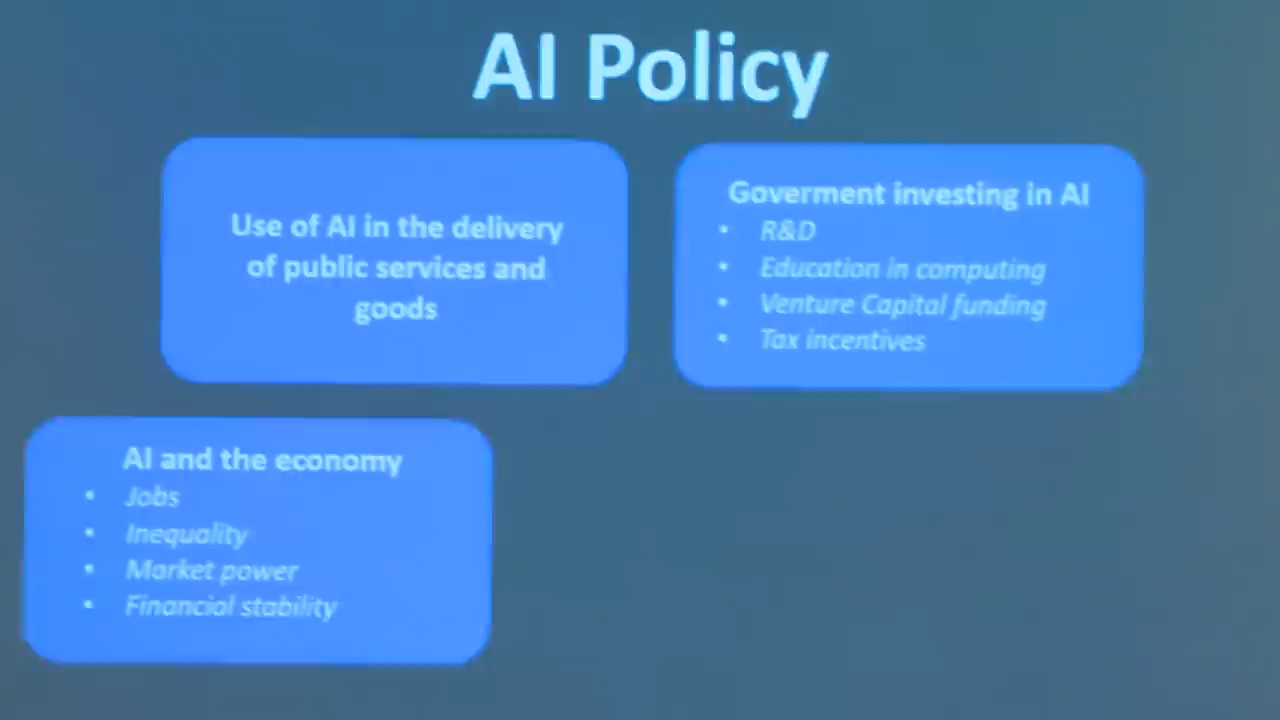 AI Policy
Use of AI in the delivery
of public services and
goods
Goverment investing in AI
• R&D
• Education in computing
• Venture Capital funding
• Tax incentives
AI and the economy
• Jobs
• Inequality
• Market power
• Financial stability